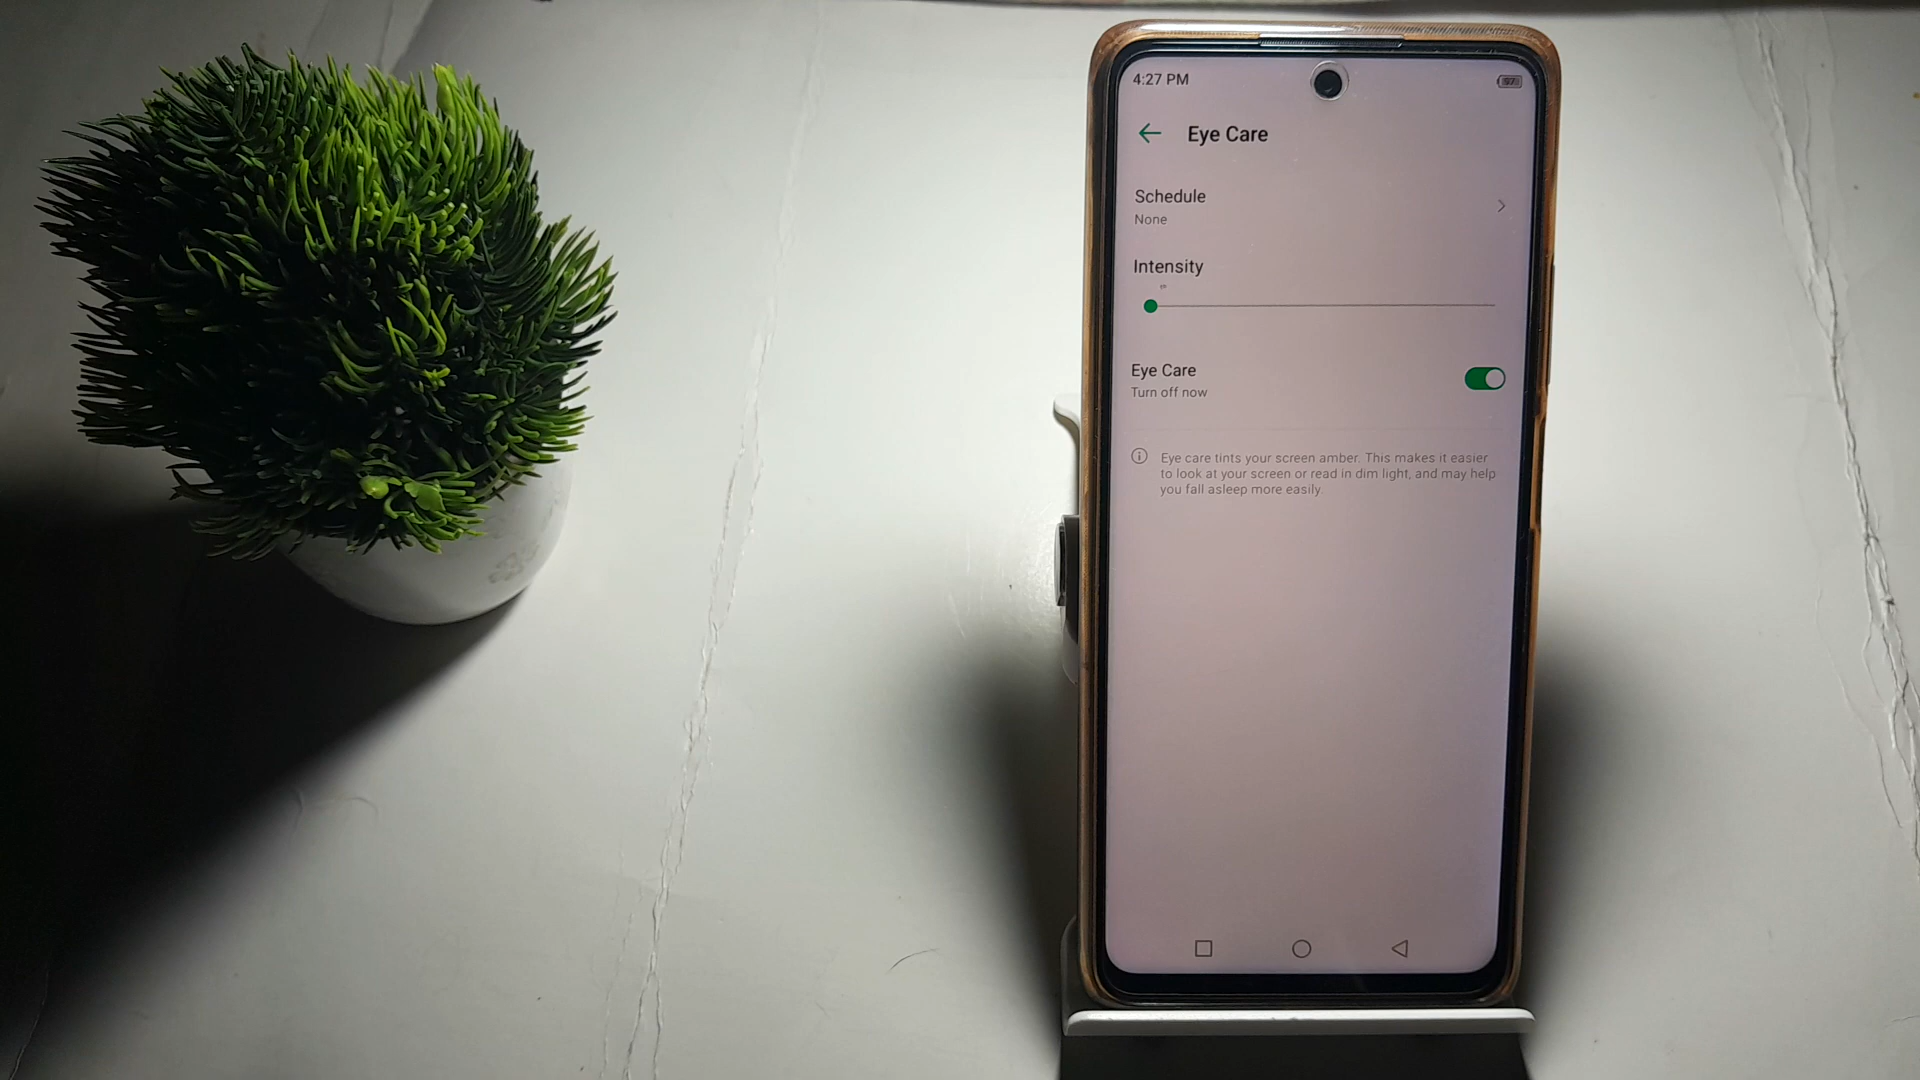 4:27 PM
97
Eye Care
Schedule
None
Intensity
Eye Care
Turn off now
Eye care tints your screen amber. This makes it easier
to look at your screen or read in dim light, and may help
you fall asleep more easily.